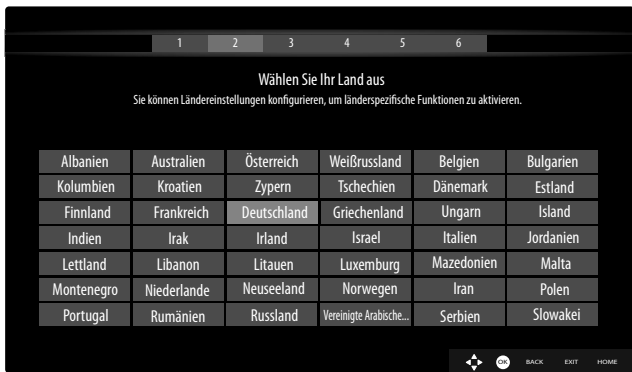 1 2 3 4 5 6
Wählen Sie Ihr Land aus
Sie können Ländereinstellungen konfigurieren, um länderspezifische Funktionen zu aktivieren.
Albanien Australien Österreich Weißrussland Belgien Bulgarien
Kolumbien Kroatien Zypern Tschechien Dänemark Estland
Finnland Frankreich Deutschland Griechenland Ungarn Island
Indien Irak Irland Israel Italien Jordanien
Lettland Libanon Litauen Luxemburg Mazedonien Malta
Montenegro Niederlande Neuseeland Norwegen Iran Polen
Portugal Rumänien Russland Vereinigte Arabische... Serbien Slowakei
OK BACK EXIT HOME